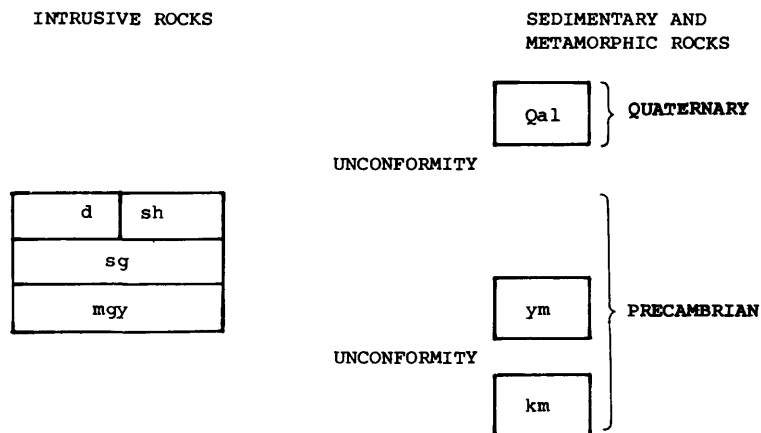 INTRUSIVE ROCKS
SEDIMENTARY AND
METAMORPHIC ROCKS
Qal
QUATERNARY
UNCONFORMITY
d sh
sg
mgy
ym
PRECAMBRIAN
UNCONFORMITY
km